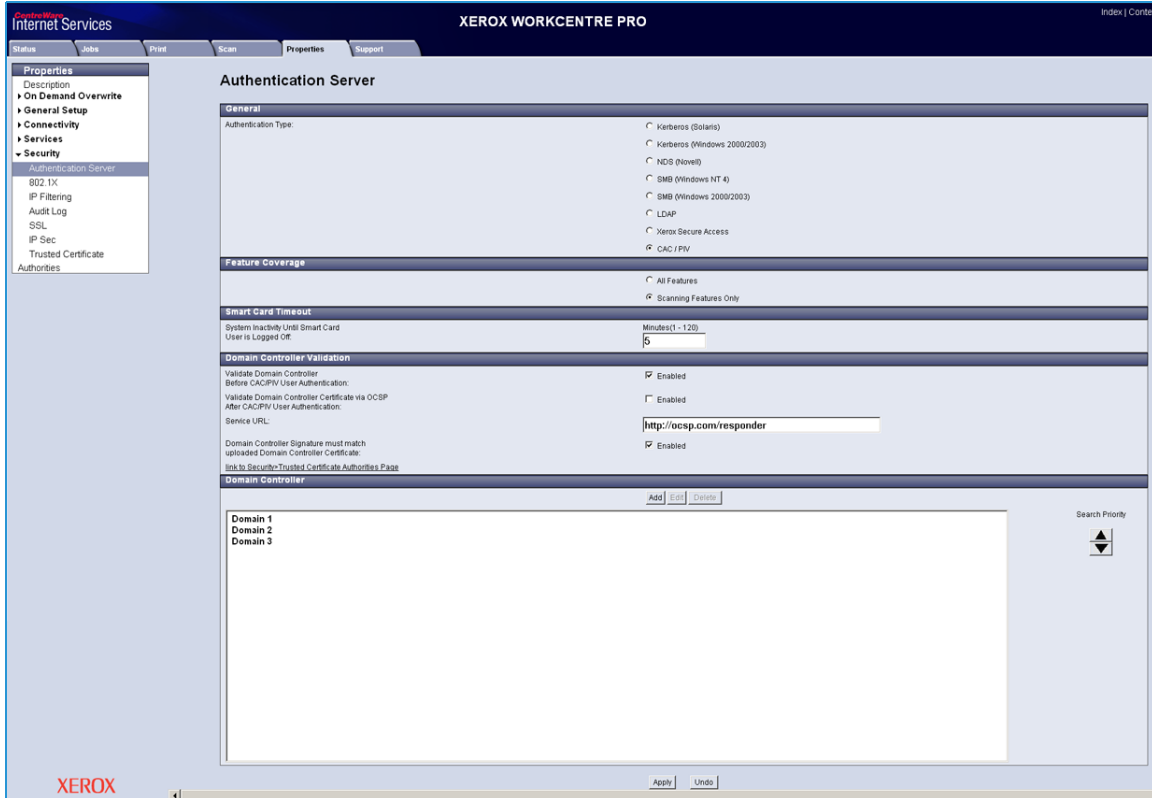 CentreWare
Internet Services
XEROX WORKCENTRE PRO
Index | Conte
Status
Jobs
Print
Scan
Properties
Support
Properties
Description
On Demand Overwrite
General Setup
Connectivity
Services
Security
Authentication Server
802.1X
IP Filtering
Audit Log
SSL
IP Sec
Trusted Certificate
Authorities
Authentication Server
General
Authentication Type:
Kerberos (Solaris)
Kerberos (Windows 2000/2003)
NDS (Novell)
SMB (Windows NT 4)
SMB (Windows 2000/2003)
LDAP
Xerox Secure Access
CAC / PIV
Feature Coverage
All Features
Scanning Features Only
Smart Card Timeout
System Inactivity Until Smart Card
User is Logged Off:
Minutes(1 - 120)
5
Domain Controller Validation
Validate Domain Controller
Before CAC/PIV User Authentication:
Enabled
Validate Domain Controller Certificate via OCSP
After CAC/PIV User Authentication:
Enabled
Service URL:
http://ocsp.com/responder
Domain Controller Signature must match
uploaded Domain Controller Certificate:
Enabled
link to Security>Trusted Certificate Authorities Page
Domain Controller
Add Edit Delete
Domain 1
Domain 2
Domain 3
Search Priority
Apply Undo
XEROX